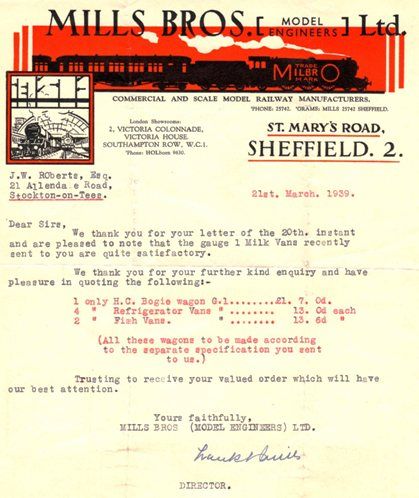 MILLS BROS. [MODEL ENGINEERS] Ltd.
TRADE
MILBRO
MARK
COMMERCIAL AND SCALE MODEL RAILWAY MANUFACTURERS.
'PHONE: 25742. 'GRAMS: MILLS 25742 SHEFFIELD.
London Showrooms:
2, VICTORIA COLONNADE,
VICTORIA HOUSE,
SOUTHAMPTON ROW, W.C.1.
'Phone: HOLborn 9630.
ST. MARY'S ROAD,
SHEFFIELD. 2.
J.W. ROberts, Esq.
21 Allenda e Road,
Stockton-on-Tees.
21st. March. 1939.
Dear Sirs,
We thank you for your letter of the 20th. instant
and are pleased to note that the gauge 1 Milk Vans recently
sent to you are quite satisfactory.
We thank you for your further kind enquiry and have
pleasure in quoting the following:-
1 only H.C. Bogie wagon G.1........£1. 7. 0d.
4 " Refrigerator Vans " ........ 13. 0d each
2 " Fish Vans. " ........ 13. 6d "
(All these wagons to be made according
to the separate specification you sent
to us.)
Trusting to receive your valued order which will have
our best attention.
Yours faithfully,
MILLS BROS (MODEL ENGINEERS) LTD.
Frank Mills
DIRECTOR.